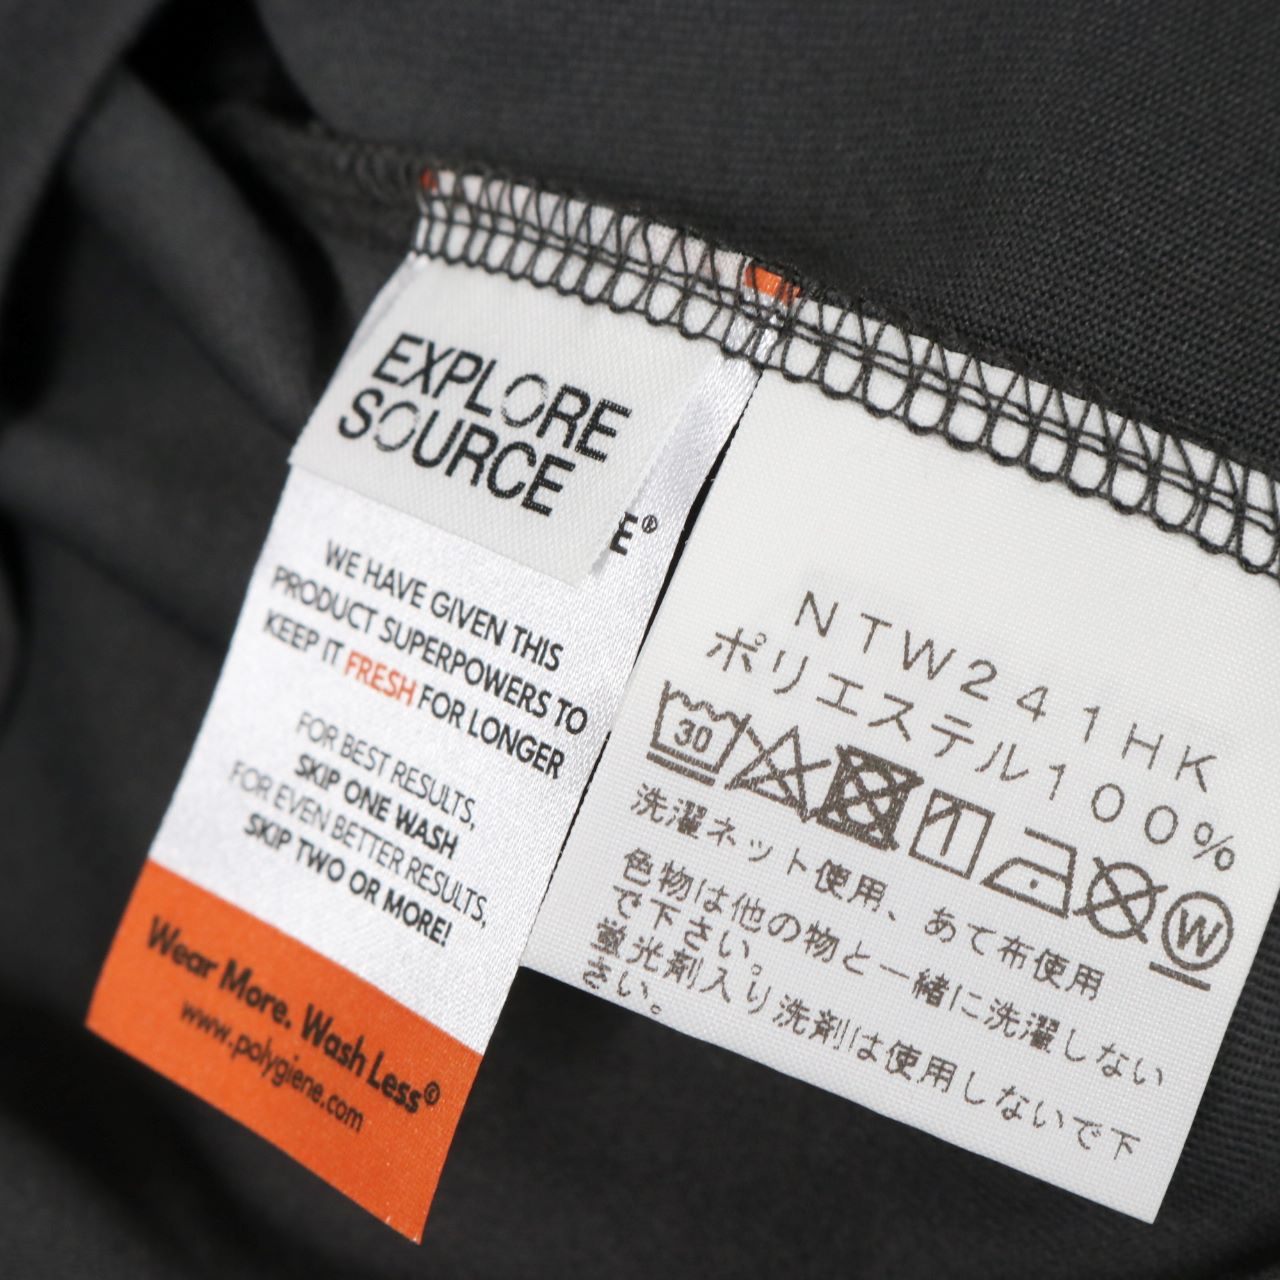 EXPLORE
SOURCE
E®
WE HAVE GIVEN THIS
PRODUCT SUPERPOWERS TO
KEEP IT FRESH FOR LONGER
FOR BEST RESULTS,
SKIP ONE WASH
FOR EVEN BETTER RESULTS,
SKIP TWO OR MORE!
Wear More. Wash Less©
www.polygiene.com
NTW241HK
ポリエステル100%
30
W
洗濯ネット使用、あて布使用
色物は他の物と一緒に洗濯しない
で下さい。
蛍光剤入り洗剤は使用しないで下
さい。